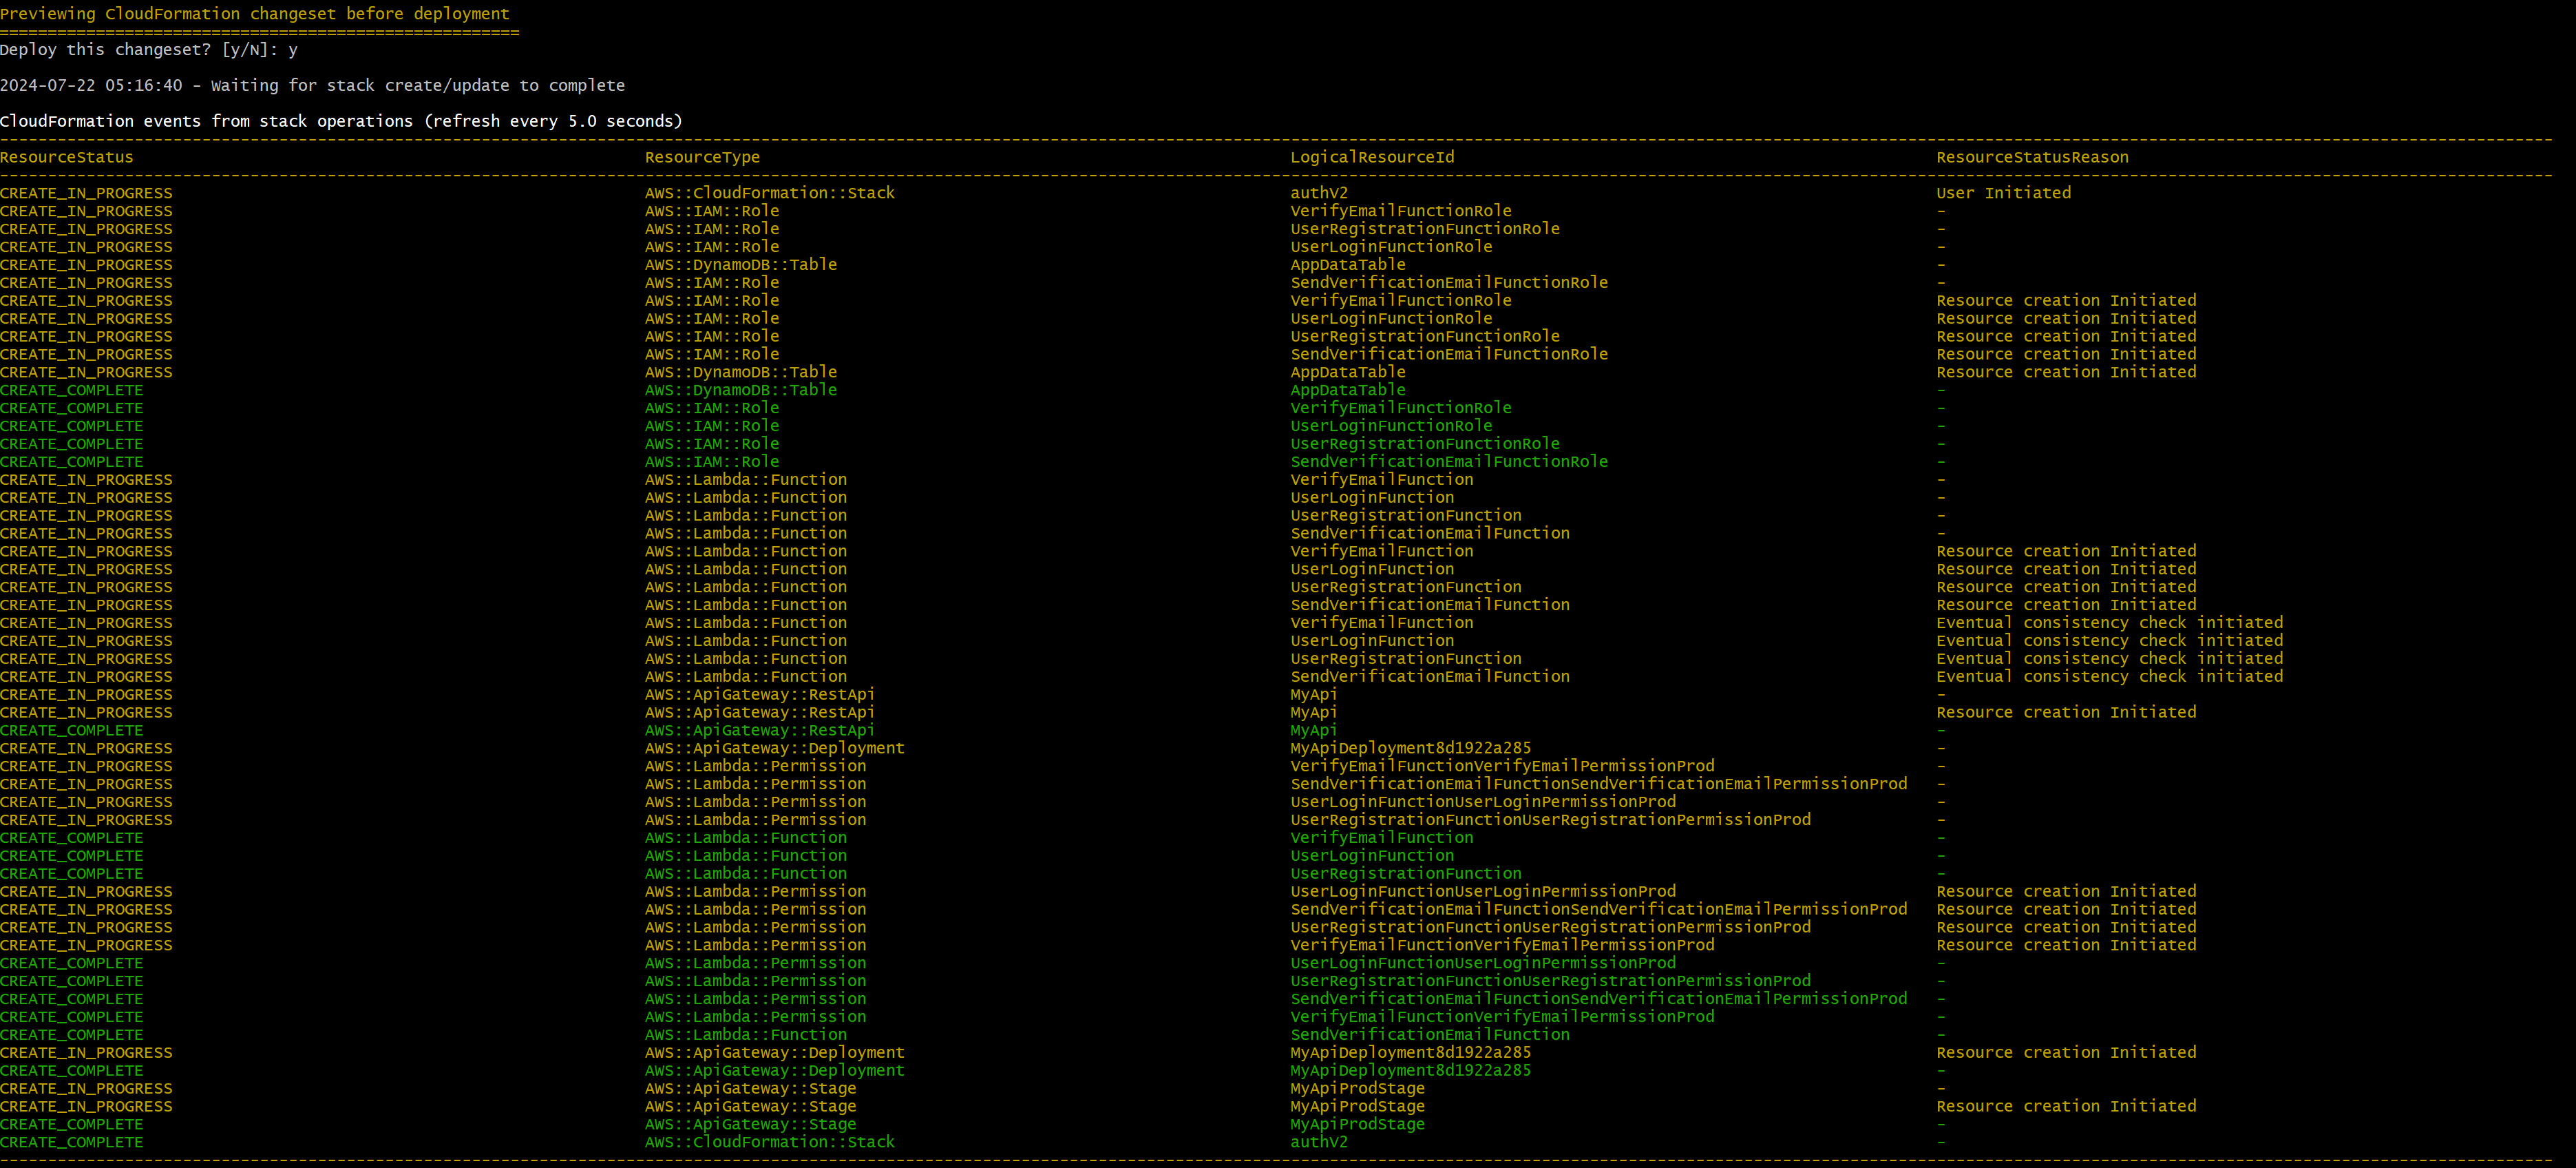 Previewing CloudFormation changeset before deployment
======================================================
Deploy this changeset? [y/N]: y
2024-07-22 05:16:40 - Waiting for stack create/update to complete
CloudFormation events from stack operations (refresh every 5.0 seconds)
ResourceStatus ResourceType LogicalResourceId ResourceStatusReason
CREATE_IN_PROGRESS AWS::CloudFormation::Stack authV2 User Initiated
CREATE_IN_PROGRESS AWS::IAM::Role VerifyEmailFunctionRole -
CREATE_IN_PROGRESS AWS::IAM::Role UserRegistrationFunctionRole -
CREATE_IN_PROGRESS AWS::IAM::Role UserLoginFunctionRole -
CREATE_IN_PROGRESS AWS::DynamoDB::Table AppDataTable -
CREATE_IN_PROGRESS AWS::IAM::Role SendVerificationEmailFunctionRole -
CREATE_IN_PROGRESS AWS::IAM::Role VerifyEmailFunctionRole Resource creation Initiated
CREATE_IN_PROGRESS AWS::IAM::Role UserLoginFunctionRole Resource creation Initiated
CREATE_IN_PROGRESS AWS::IAM::Role UserRegistrationFunctionRole Resource creation Initiated
CREATE_IN_PROGRESS AWS::IAM::Role SendVerificationEmailFunctionRole Resource creation Initiated
CREATE_IN_PROGRESS AWS::DynamoDB::Table AppDataTable Resource creation Initiated
CREATE_COMPLETE AWS::DynamoDB::Table AppDataTable -
CREATE_COMPLETE AWS::IAM::Role VerifyEmailFunctionRole -
CREATE_COMPLETE AWS::IAM::Role UserLoginFunctionRole -
CREATE_COMPLETE AWS::IAM::Role UserRegistrationFunctionRole -
CREATE_COMPLETE AWS::IAM::Role SendVerificationEmailFunctionRole -
CREATE_IN_PROGRESS AWS::Lambda::Function VerifyEmailFunction -
CREATE_IN_PROGRESS AWS::Lambda::Function UserLoginFunction -
CREATE_IN_PROGRESS AWS::Lambda::Function UserRegistrationFunction -
CREATE_IN_PROGRESS AWS::Lambda::Function SendVerificationEmailFunction -
CREATE_IN_PROGRESS AWS::Lambda::Function VerifyEmailFunction Resource creation Initiated
CREATE_IN_PROGRESS AWS::Lambda::Function UserLoginFunction Resource creation Initiated
CREATE_IN_PROGRESS AWS::Lambda::Function UserRegistrationFunction Resource creation Initiated
CREATE_IN_PROGRESS AWS::Lambda::Function SendVerificationEmailFunction Resource creation Initiated
CREATE_IN_PROGRESS AWS::Lambda::Function VerifyEmailFunction Eventual consistency check initiated
CREATE_IN_PROGRESS AWS::Lambda::Function UserLoginFunction Eventual consistency check initiated
CREATE_IN_PROGRESS AWS::Lambda::Function UserRegistrationFunction Eventual consistency check initiated
CREATE_IN_PROGRESS AWS::Lambda::Function SendVerificationEmailFunction Eventual consistency check initiated
CREATE_IN_PROGRESS AWS::ApiGateway::RestApi MyApi -
CREATE_IN_PROGRESS AWS::ApiGateway::RestApi MyApi Resource creation Initiated
CREATE_COMPLETE AWS::ApiGateway::RestApi MyApi -
CREATE_IN_PROGRESS AWS::ApiGateway::Deployment MyApiDeployment8d1922a285 -
CREATE_IN_PROGRESS AWS::Lambda::Permission VerifyEmailFunctionVerifyEmailPermissionProd -
CREATE_IN_PROGRESS AWS::Lambda::Permission SendVerificationEmailFunctionSendVerificationEmailPermissionProd -
CREATE_IN_PROGRESS AWS::Lambda::Permission UserLoginFunctionUserLoginPermissionProd -
CREATE_IN_PROGRESS AWS::Lambda::Permission UserRegistrationFunctionUserRegistrationPermissionProd -
CREATE_COMPLETE AWS::Lambda::Function VerifyEmailFunction -
CREATE_COMPLETE AWS::Lambda::Function UserLoginFunction -
CREATE_COMPLETE AWS::Lambda::Function UserRegistrationFunction -
CREATE_IN_PROGRESS AWS::Lambda::Permission UserLoginFunctionUserLoginPermissionProd Resource creation Initiated
CREATE_IN_PROGRESS AWS::Lambda::Permission SendVerificationEmailFunctionSendVerificationEmailPermissionProd Resource creation Initiated
CREATE_IN_PROGRESS AWS::Lambda::Permission UserRegistrationFunctionUserRegistrationPermissionProd Resource creation Initiated
CREATE_IN_PROGRESS AWS::Lambda::Permission VerifyEmailFunctionVerifyEmailPermissionProd Resource creation Initiated
CREATE_COMPLETE AWS::Lambda::Permission UserLoginFunctionUserLoginPermissionProd -
CREATE_COMPLETE AWS::Lambda::Permission UserRegistrationFunctionUserRegistrationPermissionProd -
CREATE_COMPLETE AWS::Lambda::Permission SendVerificationEmailFunctionSendVerificationEmailPermissionProd -
CREATE_COMPLETE AWS::Lambda::Permission VerifyEmailFunctionVerifyEmailPermissionProd -
CREATE_COMPLETE AWS::Lambda::Function SendVerificationEmailFunction -
CREATE_IN_PROGRESS AWS::ApiGateway::Deployment MyApiDeployment8d1922a285 Resource creation Initiated
CREATE_COMPLETE AWS::ApiGateway::Deployment MyApiDeployment8d1922a285 -
CREATE_IN_PROGRESS AWS::ApiGateway::Stage MyApiProdStage -
CREATE_IN_PROGRESS AWS::ApiGateway::Stage MyApiProdStage Resource creation Initiated
CREATE_COMPLETE AWS::ApiGateway::Stage MyApiProdStage -
CREATE_COMPLETE AWS::CloudFormation::Stack authV2 -